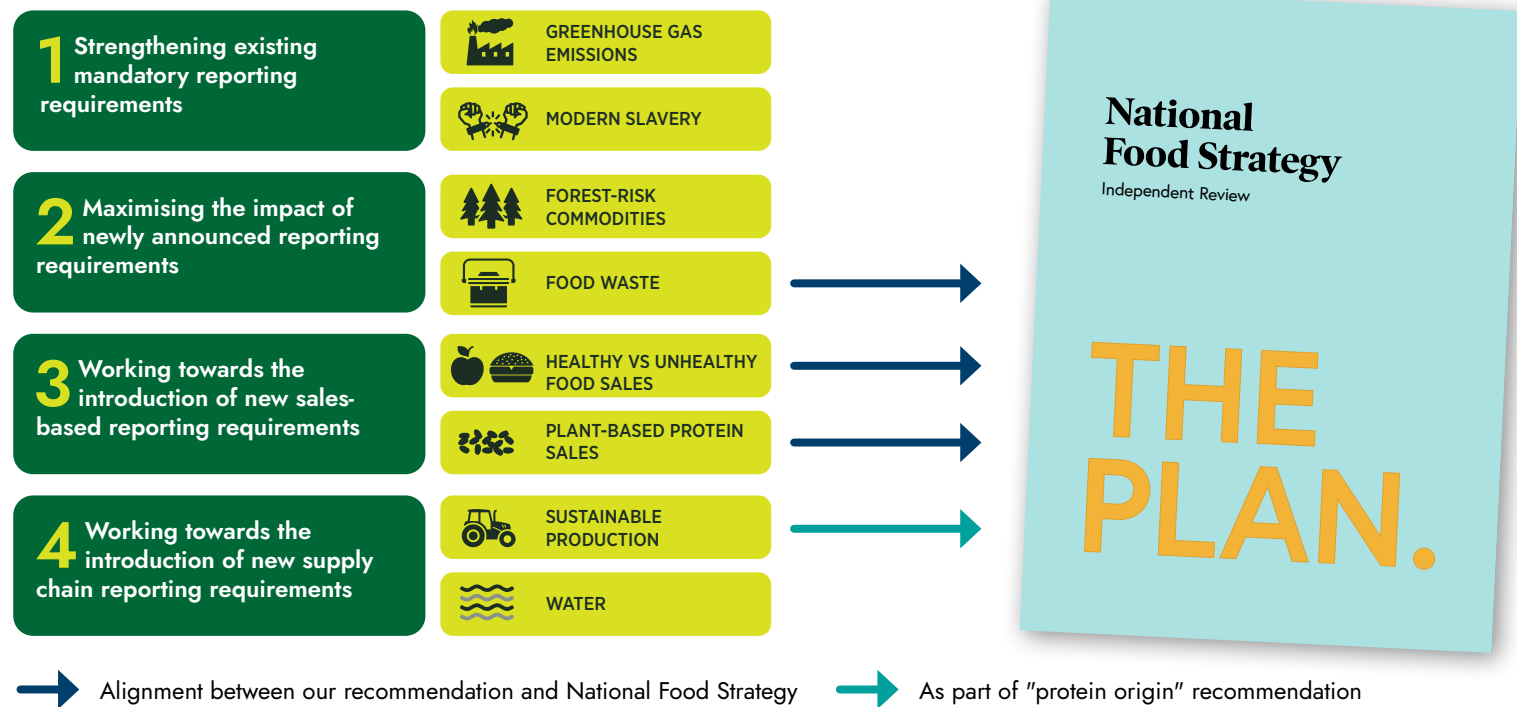 1 Strengthening existing
mandatory reporting
requirements
GREENHOUSE GAS
EMISSIONS
MODERN SLAVERY
2 Maximising the impact of
newly announced reporting
requirements
FOREST-RISK
COMMODITIES
FOOD WASTE
3 Working towards the
introduction of new sales-
based reporting requirements
HEALTHY VS UNHEALTHY
FOOD SALES
PLANT-BASED PROTEIN
SALES
4 Working towards the
introduction of new supply
chain reporting requirements
SUSTAINABLE
PRODUCTION
WATER
National
Food Strategy
Independent Review
THE
PLAN.
Alignment between our recommendation and National Food Strategy
As part of "protein origin" recommendation